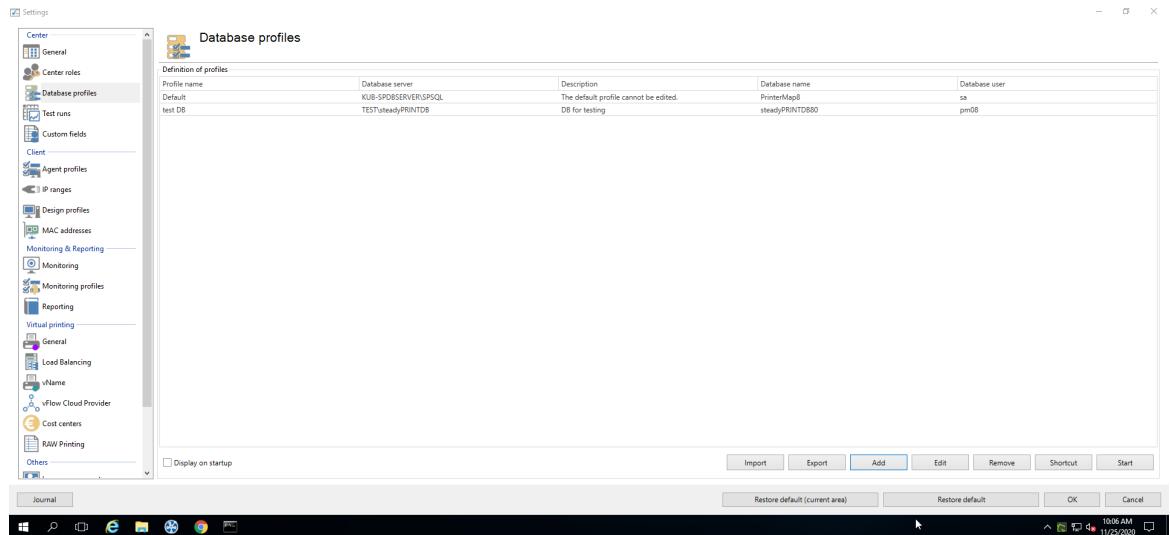 Settings
Center
General
Center roles
Database profiles
Test runs
Custom fields
Client
Agent profiles
IP ranges
Design profiles
MAC addresses
Monitoring & Reporting
Monitoring
Monitoring profiles
Reporting
Virtual printing
General
Load Balancing
vName
vFlow Cloud Provider
Cost centers
RAW Printing
Others
Database profiles
Definition of profiles
Profile name Database server Description Database name Database user
Default KUB-SPDBSERVER\SPSQL The default profile cannot be edited. PrinterMap8 sa
test DB TEST\steadyPRINTDB DB for testing steadyPRINTDB80 pm08
Display on startup Import Export Add Edit Remove Shortcut Start
Journal Restore default (current area) Restore default OK Cancel
10:06 AM
11/25/2020